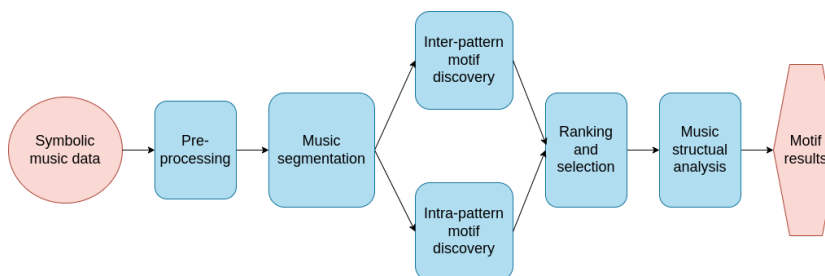 Symbolic
music data
Pre-
processing
Music
segmentation
Inter-pattern
motif
discovery
Intra-pattern
motif
discovery
Ranking
and
selection
Music
structual
analysis
Motif
results